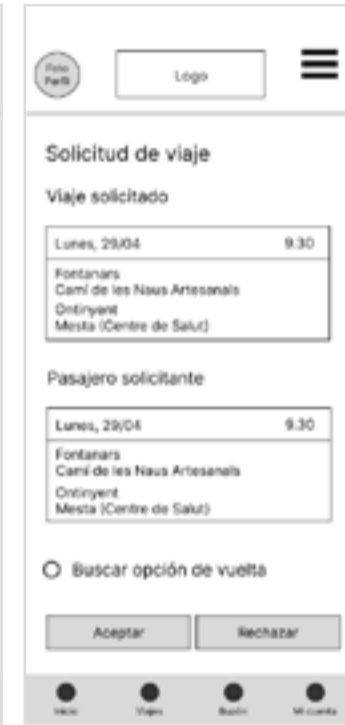 Foto
Perfil
Logo
Solicitud de viaje
Viaje solicitado
Lunes, 29/04 9.30
Fontanars
Camí de les Naus Artesanals
Ontinyent
Mesta (Centre de Salut)
Pasajero solicitante
Lunes, 29/04 9.30
Fontanars
Camí de les Naus Artesanals
Ontinyent
Mesta (Centre de Salut)
Buscar opción de vuelta
Aceptar Rechazar
Inicio Viajes Buzón Mi cuenta